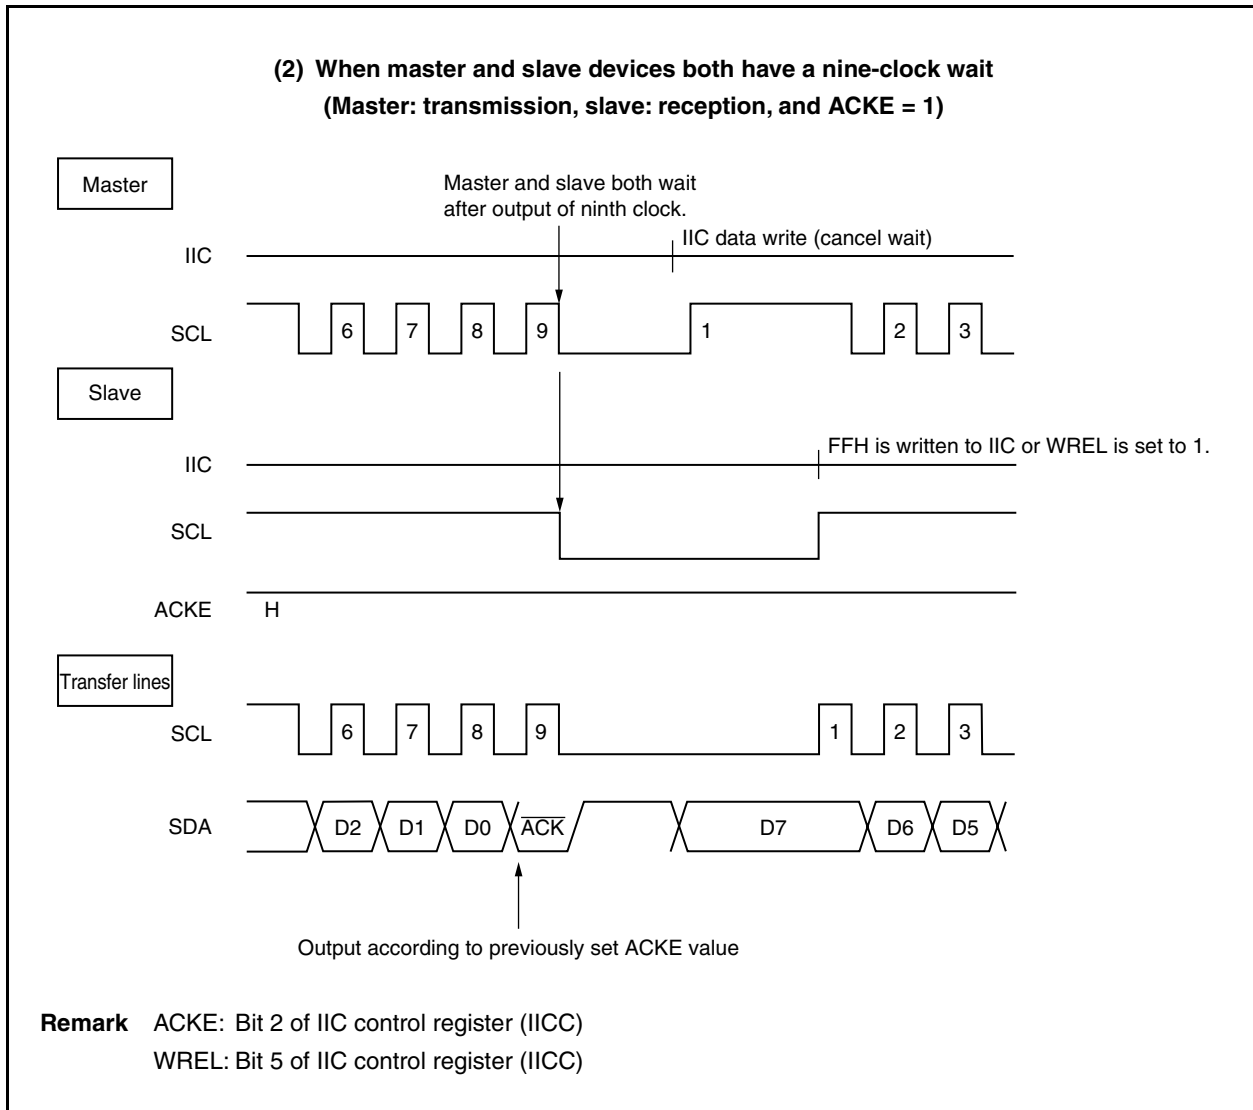 (2) When master and slave devices both have a nine-clock wait
(Master: transmission, slave: reception, and ACKE = 1)
Master
Master and slave both wait
after output of ninth clock.
IIC
IIC data write (cancel wait)
SCL
6 7 8 9 1 2 3
Slave
IIC
FFH is written to IIC or WREL is set to 1.
SCL
ACKE H
Transfer lines
SCL
6 7 8 9 1 2 3
SDA
D2 D1 D0 ACK D7 D6 D5
Output according to previously set ACKE value
Remark ACKE: Bit 2 of IIC control register (IICC)
WREL: Bit 5 of IIC control register (IICC)